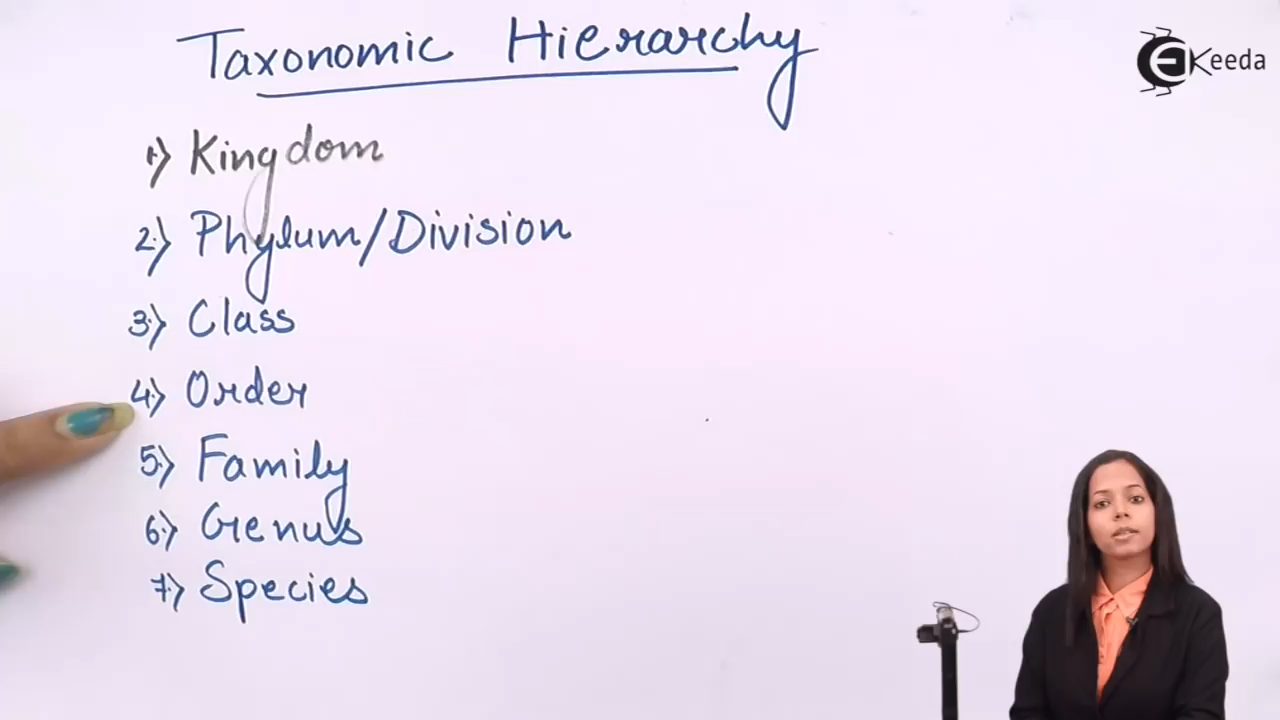 Taxonomic Hierarchy
EKeeda
1.) Kingdom
2.) Phylum/Division
3.) Class
4.) Order
5.) Family
6.) Genus
7.) Species